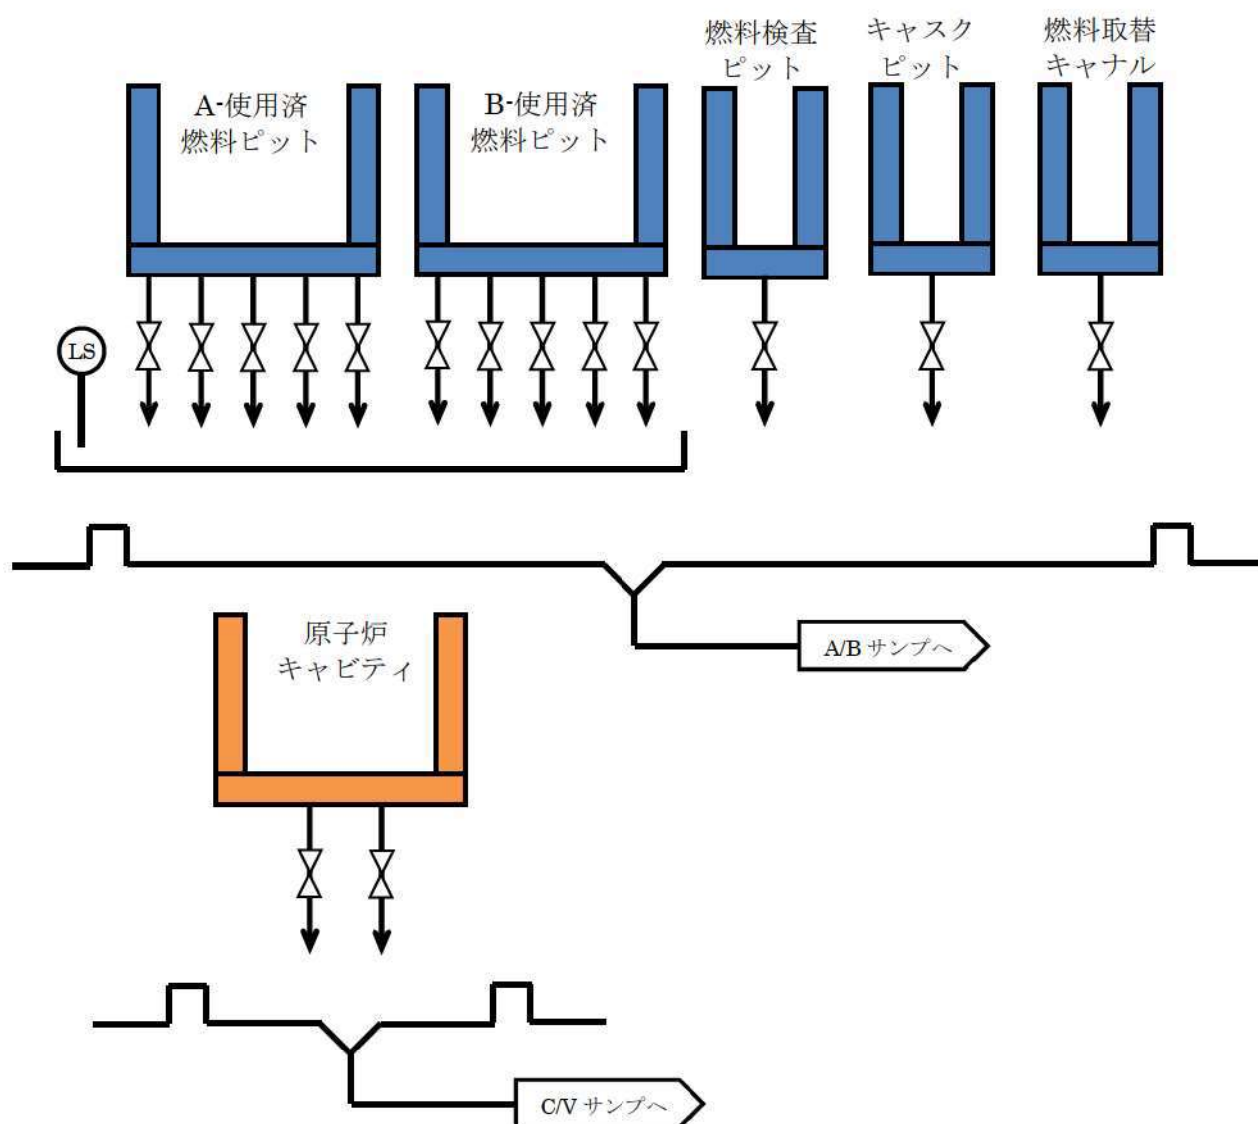 A-使用済
燃料ピット
B-使用済
燃料ピット
燃料検査
ピット
キャスク
ピット
燃料取替
キャナル
LS
A/B サンプへ
原子炉
キャビティ
C/V サンプへ